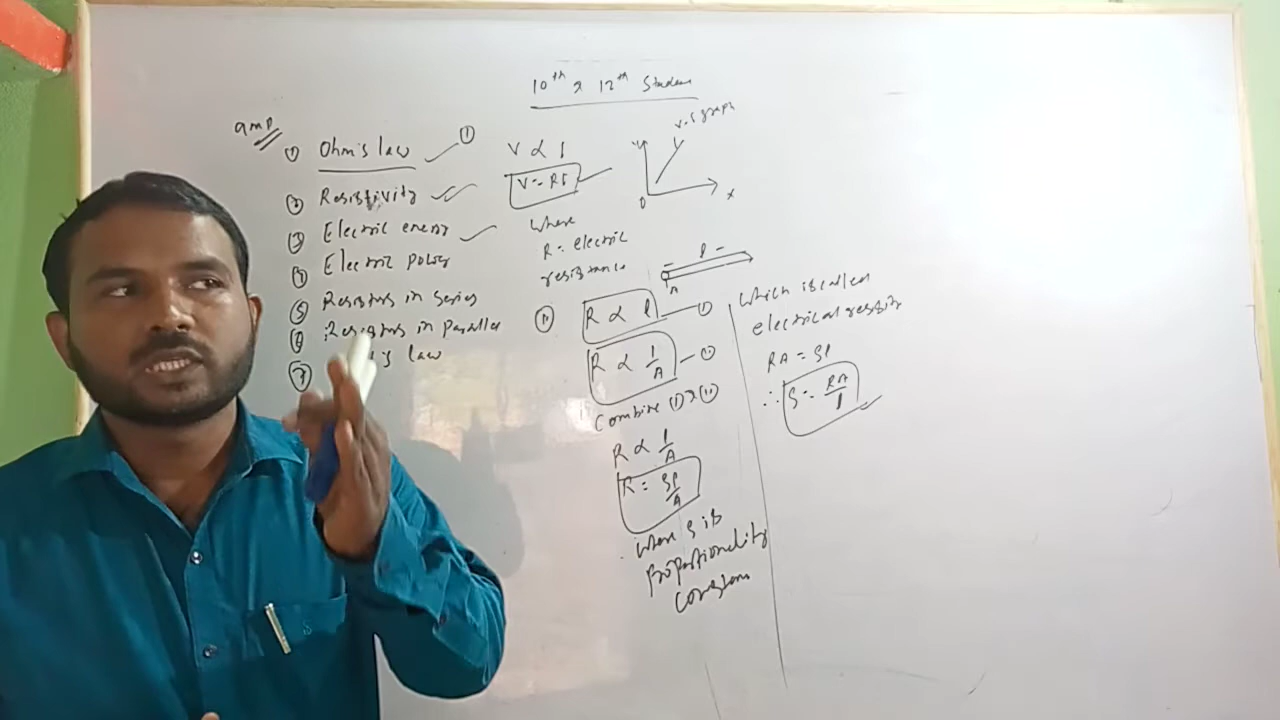 10th & 12th Student
amp
① Ohm's law ①
② Resistivity
③ Electric energy
④ Electric power
⑤ Resistors in series
⑥ Resistors in parallel
⑦ 's law
V ∝ I
V = RI
where
R = electric
resistance
V-I graph
Y
O
X
l
A
② R ∝ l — ①
R ∝ 1/A — ②
Combine ① & ②
R ∝ l/A
R = ρl/A
where ρ is
proportionality
constant
which is called
electrical
RA = ρl
∴ ρ = RA/l